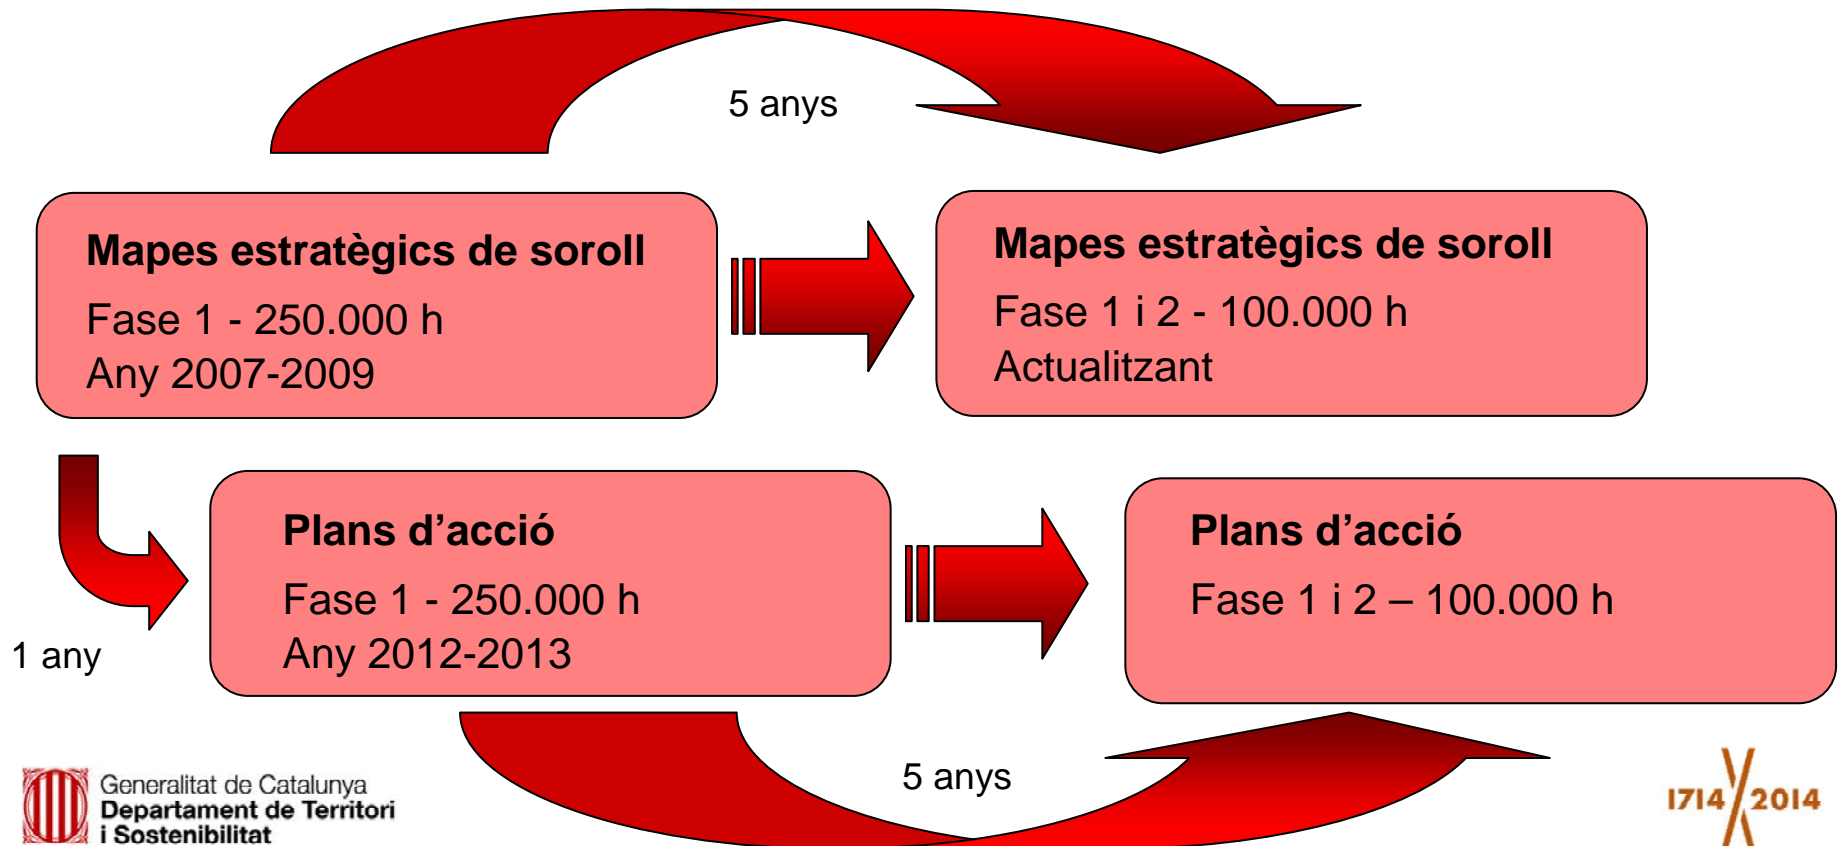 5 anys
Mapes estratègics de soroll
Fase 1 - 250.000 h
Any 2007-2009
Mapes estratègics de soroll
Fase 1 i 2 - 100.000 h
Actualitzant
1 any
Plans d’acció
Fase 1 - 250.000 h
Any 2012-2013
Plans d’acció
Fase 1 i 2 – 100.000 h
5 anys
Generalitat de Catalunya
Departament de Territori
i Sostenibilitat
1714 2014